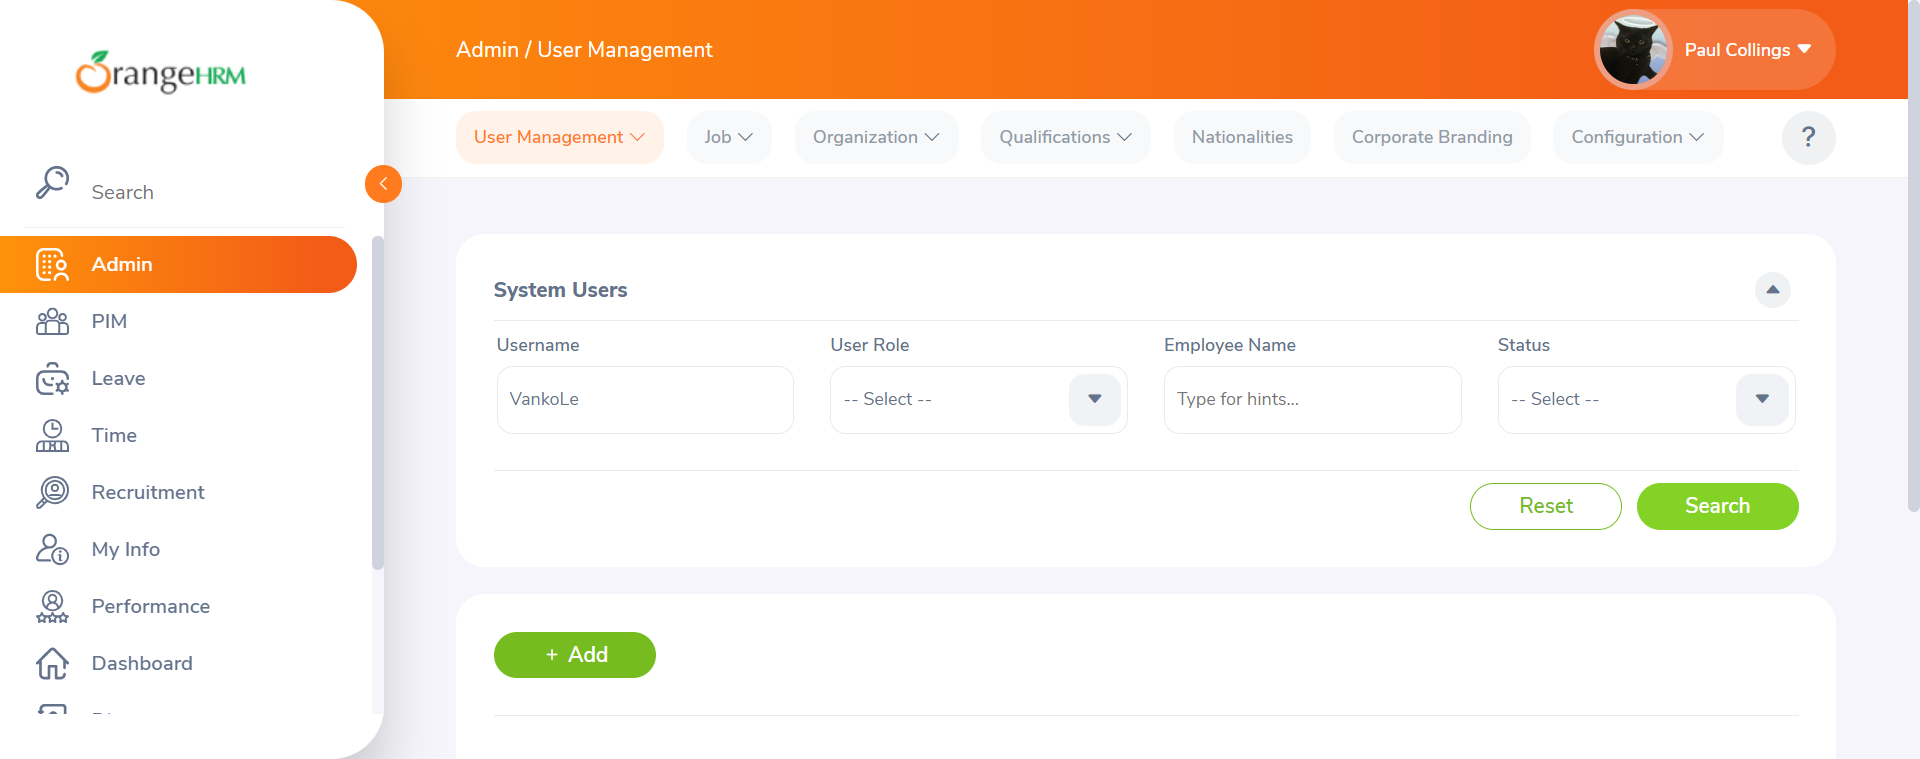 OrangeHRM
Search
Admin
PIM
Leave
Time
Recruitment
My Info
Performance
Dashboard
Admin / User Management
Paul Collings
User Management
Job
Organization
Qualifications
Nationalities
Corporate Branding
Configuration
?
System Users
Username
User Role
Employee Name
Status
VankoLe
-- Select --
Type for hints...
-- Select --
Reset
Search
+ Add